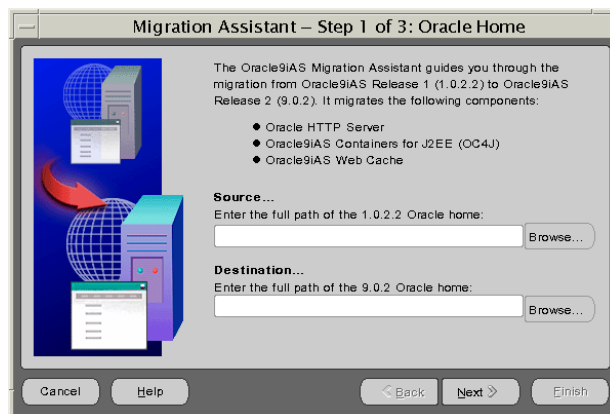 Migration Assistant – Step 1 of 3: Oracle Home
The Oracle9iAS Migration Assistant guides you through the
migration from Oracle9iAS Release 1 (1.0.2.2) to Oracle9iAS
Release 2 (9.0.2). It migrates the following components:
● Oracle HTTP Server
● Oracle9iAS Containers for J2EE (OC4J)
● Oracle9iAS Web Cache
Source...
Enter the full path of the 1.0.2.2 Oracle home:
Browse...
Destination...
Enter the full path of the 9.0.2 Oracle home:
Browse...
Cancel Help Back Next Finish